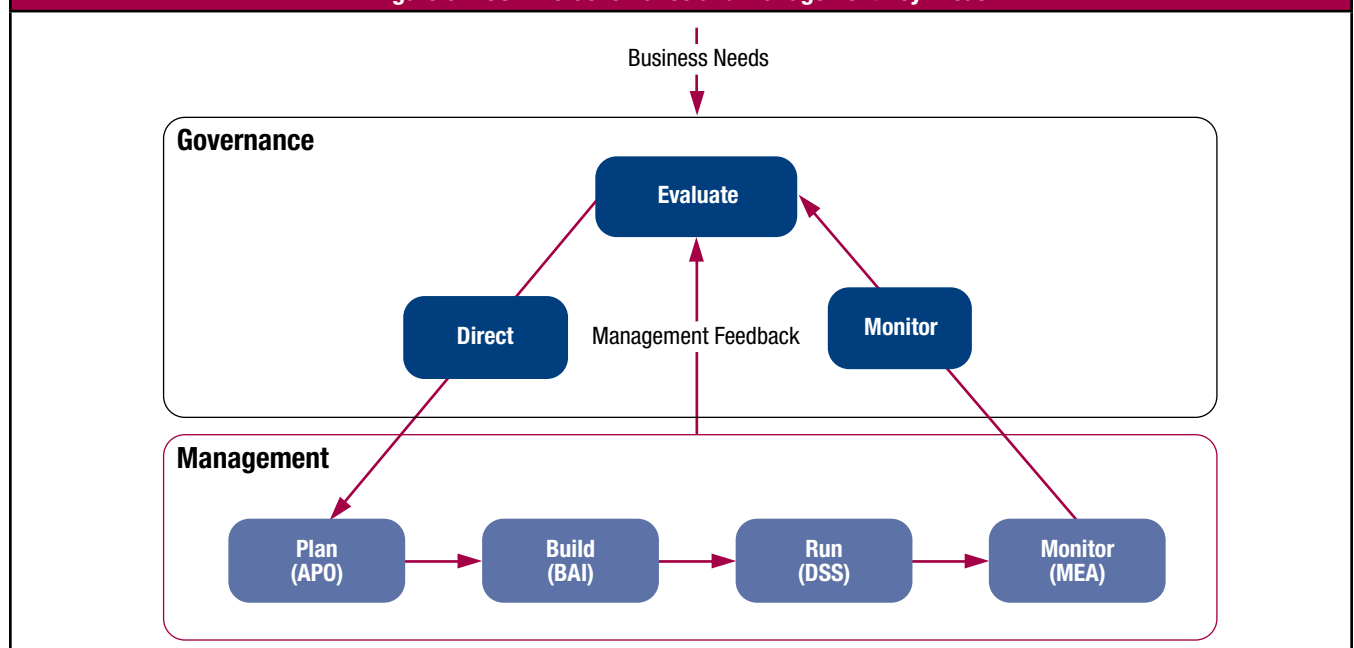 Business Needs
Governance
Evaluate
Direct
Management Feedback
Monitor
Management
Plan
(APO)
Build
(BAI)
Run
(DSS)
Monitor
(MEA)